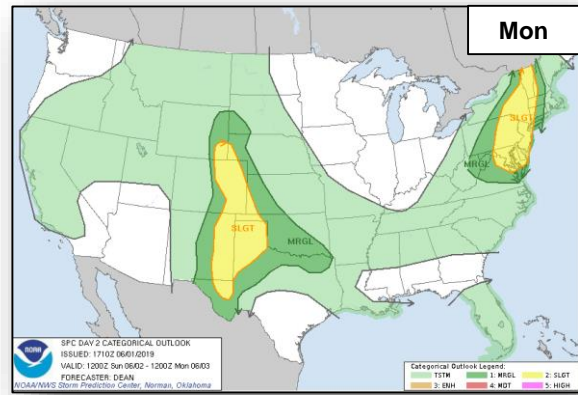 Mon
SLGT
MRGL
SLGT
MRGL
NOAA
SPC DAY 2 CATEGORICAL OUTLOOK
ISSUED: 1710Z 06/01/2019
VALID: 1200Z Sun 06/02 - 1200Z Mon 06/03
FORECASTER: DEAN
NOAA/NWS Storm Prediction Center, Norman, Oklahoma
Categorical Outlook Legend:
TSTM 1: MRGL 2: SLGT
3: ENH 4: MDT 5: HIGH